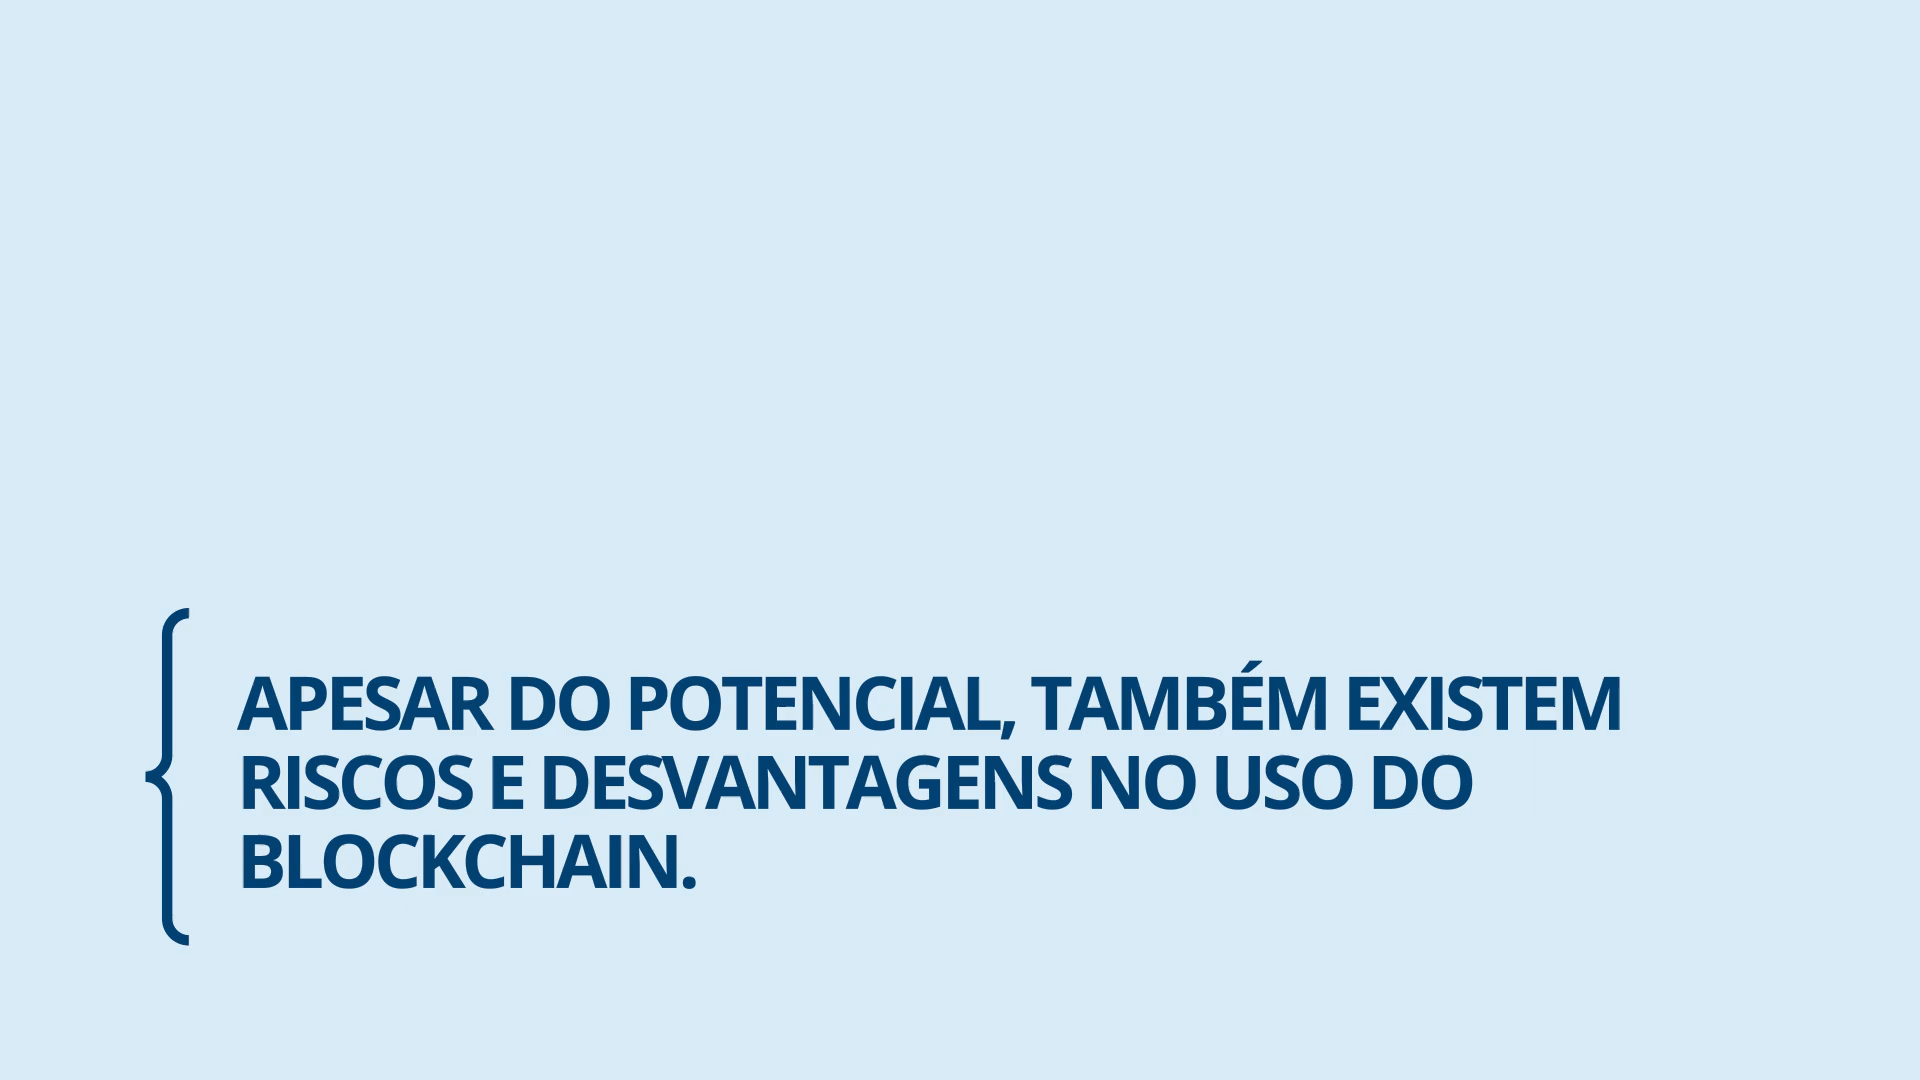 APESAR DO POTENCIAL, TAMBÉM EXISTEM
RISCOS E DESVANTAGENS NO USO DO
BLOCKCHAIN.